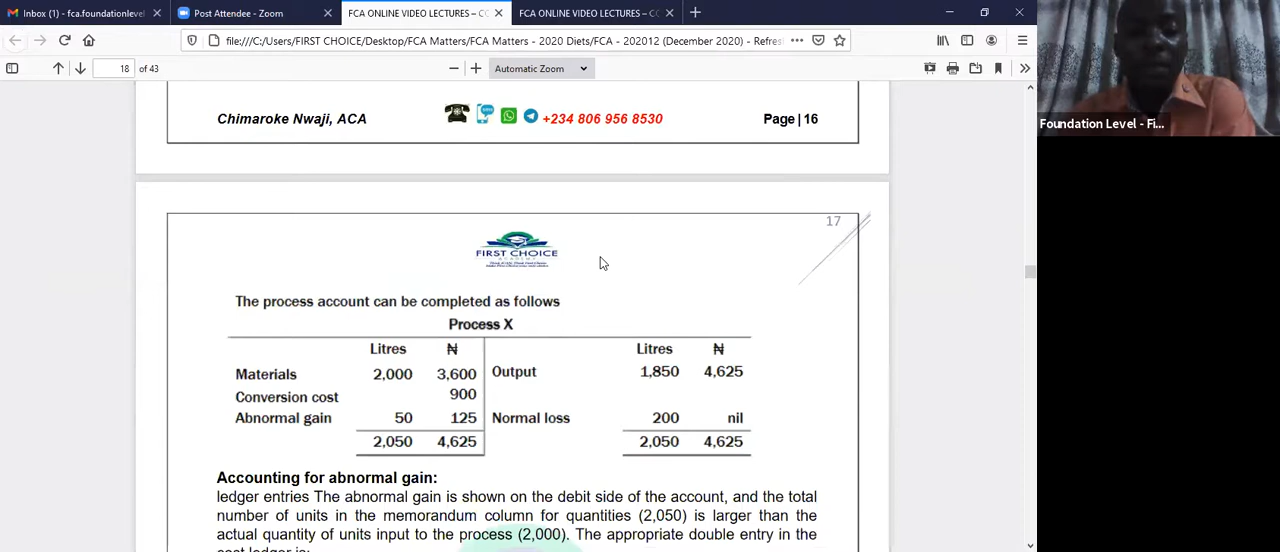 Inbox (1) - fca.foundationlevel
Post Attendee - Zoom
FCA ONLINE VIDEO LECTURES – CC
FCA ONLINE VIDEO LECTURES – CC
file:///C:/Users/FIRST CHOICE/Desktop/FCA Matters/FCA Matters - 2020 Diets/FCA - 202012 (December 2020) - Refres
18 of 43
Automatic Zoom
Chimaroke Nwaji, ACA +234 806 956 8530 Page | 16
Foundation Level - Fi...
17
FIRST CHOICE
The process account can be completed as follows
Process X
Litres ₦ Litres ₦
Materials 2,000 3,600 Output 1,850 4,625
Conversion cost 900
Abnormal gain 50 125 Normal loss 200 nil
2,050 4,625 2,050 4,625
Accounting for abnormal gain:
ledger entries The abnormal gain is shown on the debit side of the account, and the total
number of units in the memorandum column for quantities (2,050) is larger than the
actual quantity of units input to the process (2,000). The appropriate double entry in the